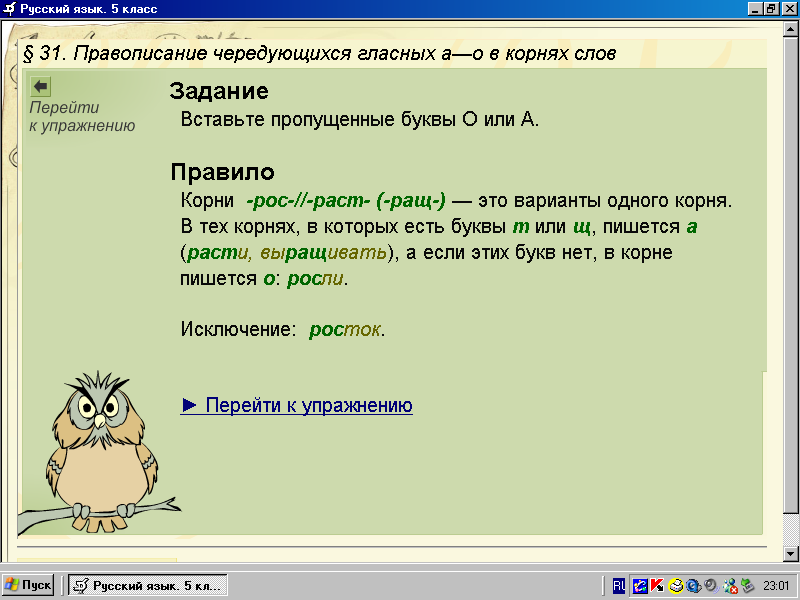 Русский язык. 5 класс
§ 31. Правописание чередующихся гласных а—о в корнях слов
Перейти
к упражнению
Задание
Вставьте пропущенные буквы О или А.
Правило
Корни -рос-//-раст- (-ращ-) — это варианты одного корня.
В тех корнях, в которых есть буквы т или щ, пишется а
(расти, выращивать), а если этих букв нет, в корне
пишется о: росли.
Исключение: росток.
► Перейти к упражнению
Пуск
Русский язык. 5 кл...
RU
23:01